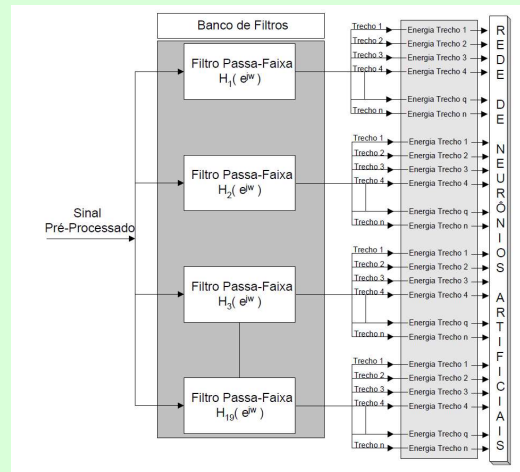 Banco de Filtros
Sinal
Pré-Processado
Filtro Passa-Faixa
H1( ejw )
Trecho 1
Trecho 2
Trecho 3
Trecho 4
Trecho n
Energia Trecho 1
Energia Trecho 2
Energia Trecho 3
Energia Trecho 4
Energia Trecho q
Energia Trecho n
Filtro Passa-Faixa
H2( ejw )
Trecho 1
Trecho 2
Trecho 3
Trecho 4
Trecho n
Energia Trecho 1
Energia Trecho 2
Energia Trecho 3
Energia Trecho 4
Energia Trecho q
Energia Trecho n
Filtro Passa-Faixa
H3( ejw )
Trecho 1
Trecho 2
Trecho 3
Trecho 4
Trecho n
Energia Trecho 1
Energia Trecho 2
Energia Trecho 3
Energia Trecho 4
Energia Trecho q
Energia Trecho n
Filtro Passa-Faixa
H19( ejw )
Trecho 1
Trecho 2
Trecho 3
Trecho 4
Trecho n
Energia Trecho 1
Energia Trecho 2
Energia Trecho 3
Energia Trecho 4
Energia Trecho q
Energia Trecho n
REDE DE NEURÔNIOS ARTIFICIAIS